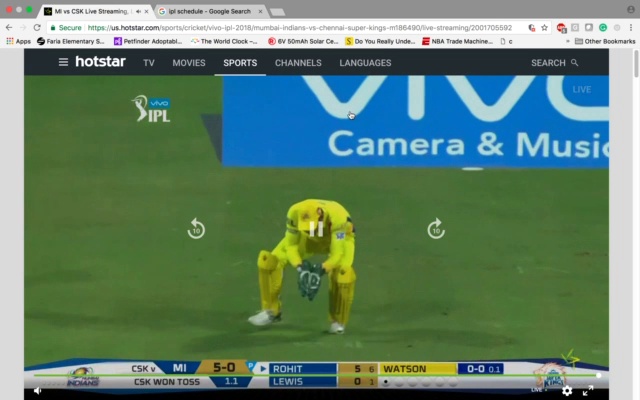 MI vs CSK Live Streaming,
ipl schedule - Google Search
Secure
https://us.hotstar.com/sports/cricket/vivo-ipl-2018/mumbai-indians-vs-chennai-super-kings-m186490/live-streaming/2001705592
Apps
Faria Elementary S...
Petfinder Adoptabl...
The World Clock –...
6V 50mAh Solar Ce...
Do You Really Unde...
NBA Trade Machine...
c
Other Bookmarks
hotstar
TV
MOVIES
SPORTS
CHANNELS
LANGUAGES
SEARCH
vivo
IPL
VIVO
LIVE
Camera & Music
10
10
CSK v MI 5-0 P ROHIT 5 6 WATSON 0-0 0.1
CSK WON TOSS 1.1 LEWIS 0 1
INDIANS
LIVE